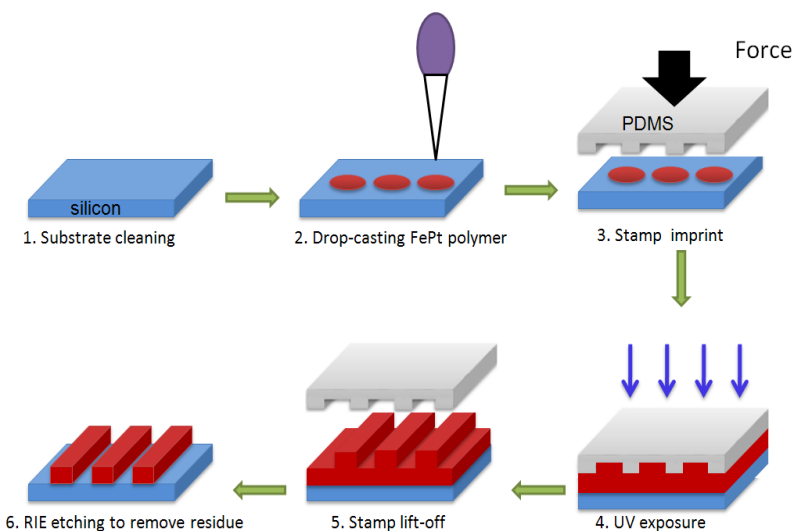 Force
PDMS
silicon
1. Substrate cleaning
2. Drop-casting FePt polymer
3. Stamp imprint
4. UV exposure
5. Stamp lift-off
6. RIE etching to remove residue